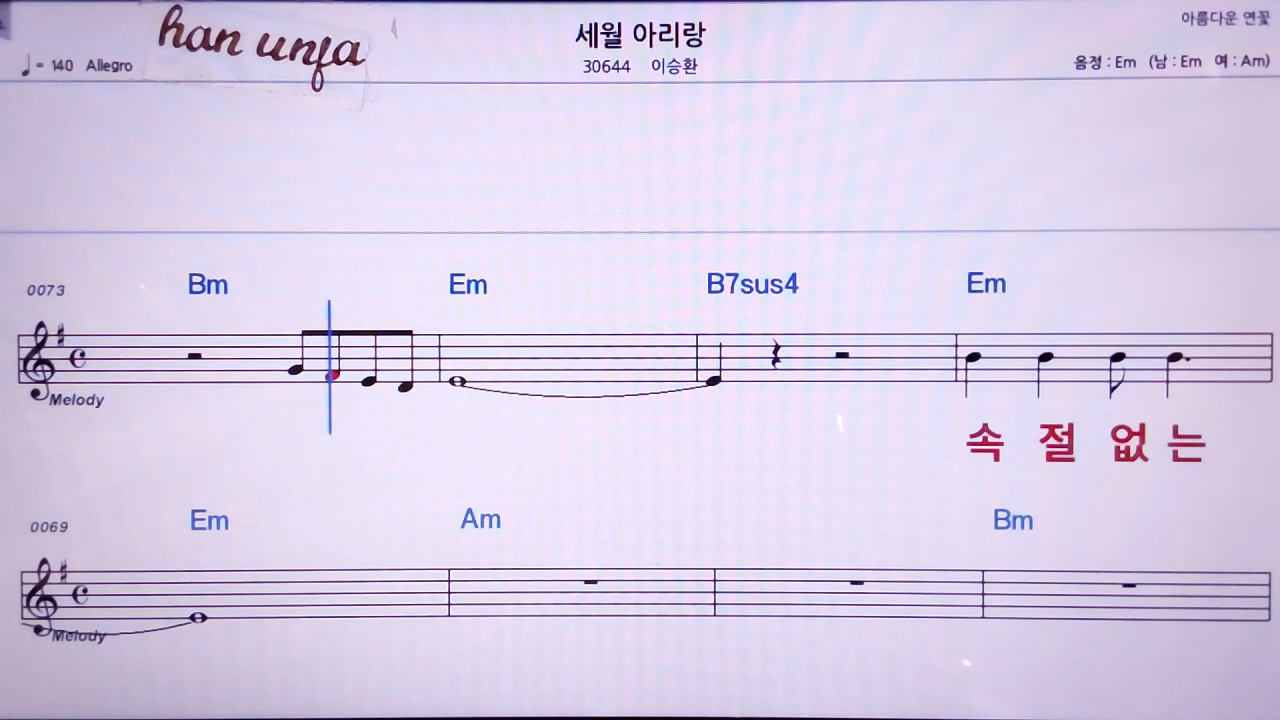 아름다운 연꽃
han unja
세월 아리랑
♩= 140 Allegro
30644 이승환
음정 : Em (남 : Em 여 : Am)
Bm Em B7sus4 Em
0073
Melody
속 절 없 는
Em Am Bm
0069
Melody